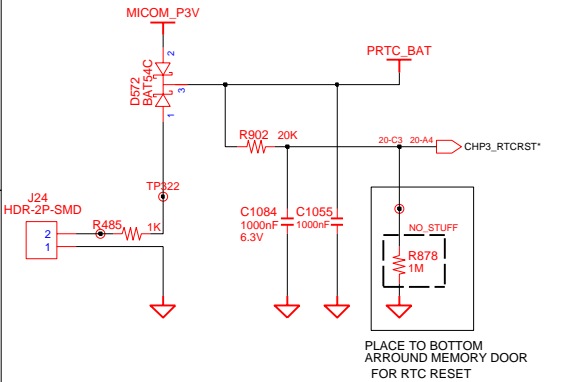 MICOM_P3V
PRTC_BAT
D572
BAT54C
2
3
1
R902 20K
20-C3 20-A4
CHP3_RTCRST*
TP322
J24
HDR-2P-SMD
R485 1K
2
1
C1084
1000nF
6.3V
C1055
1000nF
NO_STUFF
R878
1M
PLACE TO BOTTOM
ARROUND MEMORY DOOR
FOR RTC RESET